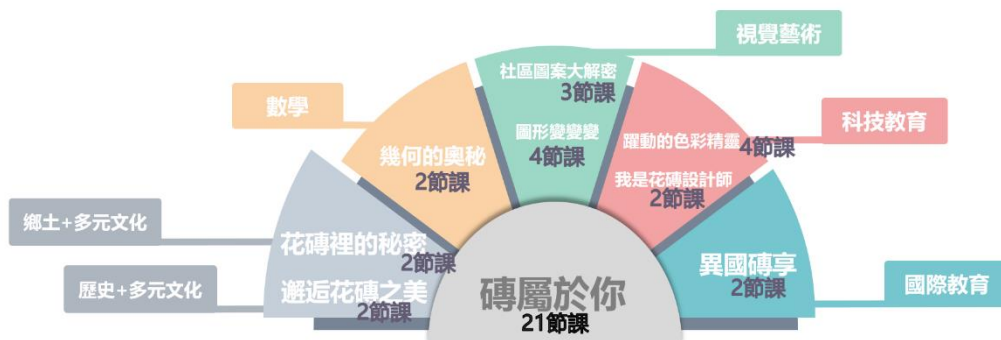 視覺藝術
社區圖案大解密
3節課
圖形變變變
4節課
數學
幾何的奧秘
2節課
科技教育
躍動的色彩精靈
4節課
我是花磚設計師
2節課
鄉土+多元文化
花磚裡的秘密
2節課
歷史+多元文化
邂逅花磚之美
2節課
異國磚享
2節課
國際教育
磚屬於你
21節課